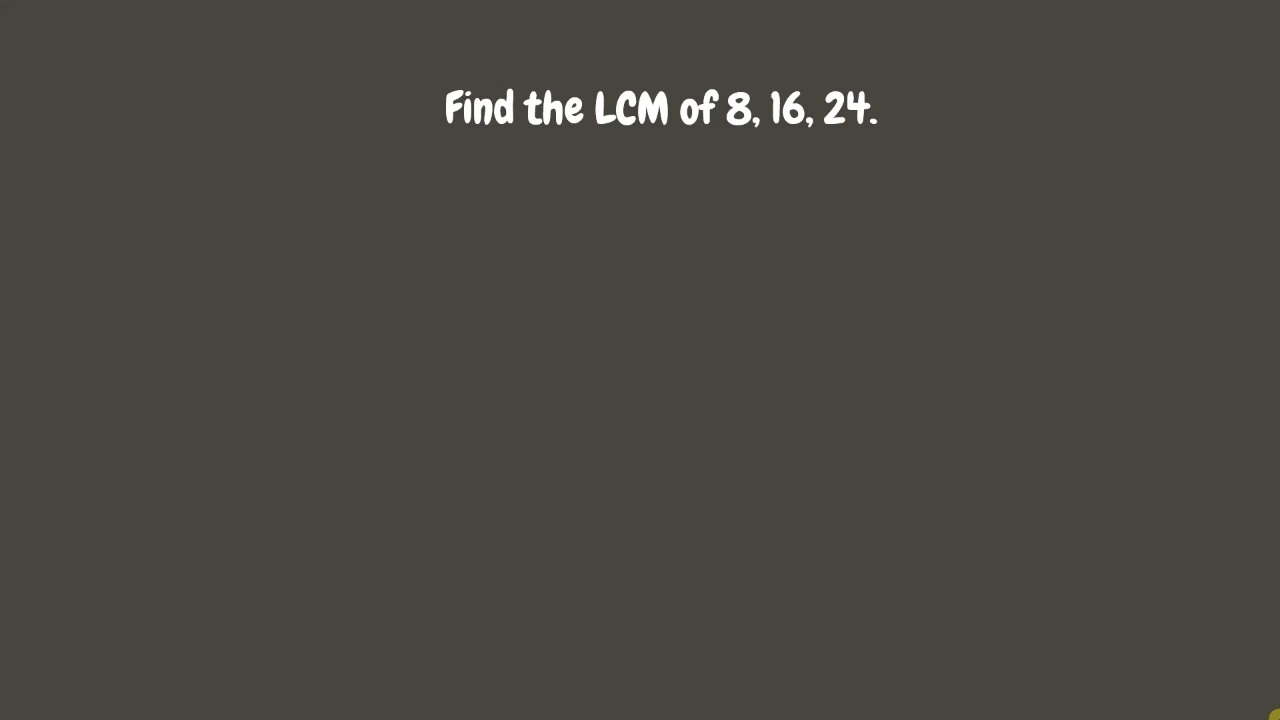 Find the LCM of 8, 16, 24.